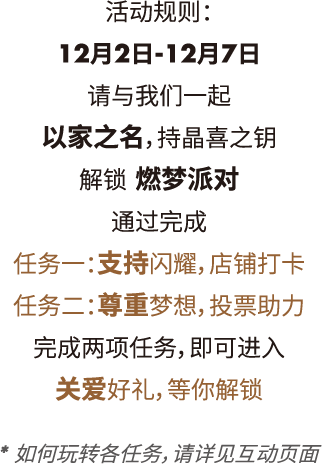 活动规则：
12月2日-12月7日
请与我们一起
以家之名，持晶喜之钥
解锁 燃梦派对
通过完成
任务一：支持闪耀，店铺打卡
任务二：尊重梦想，投票助力
完成两项任务，即可进入
关爱好礼，等你解锁
* 如何玩转各任务，请详见互动页面